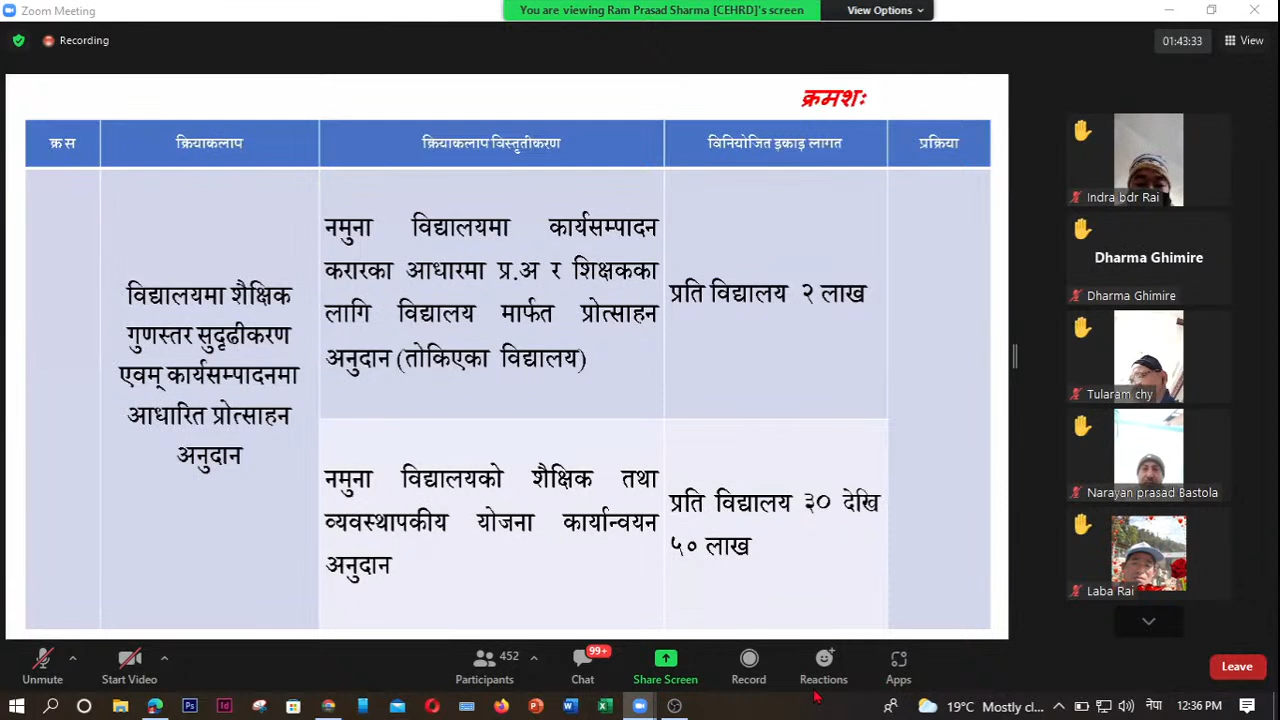 Zoom Meeting
You are viewing Ram Prasad Sharma [CEHRD]'s screen
View Options
Recording
01:43:33
View
क्रमशः
क्र स
क्रियाकलाप
क्रियाकलाप विस्तृतीकरण
विनियोजित इकाइ लागत
प्रक्रिया
विद्यालयमा शैक्षिक
गुणस्तर सुदृढीकरण
एवम् कार्यसम्पादनमा
आधारित प्रोत्साहन
अनुदान
नमुना विद्यालयमा कार्यसम्पादन
करारका आधारमा प्र.अ र शिक्षकका
लागि विद्यालय मार्फत प्रोत्साहन
अनुदान (तोकिएका विद्यालय)
प्रति विद्यालय २ लाख
नमुना विद्यालयको शैक्षिक तथा
व्यवस्थापकीय योजना कार्यान्वयन
अनुदान
प्रति विद्यालय ३० देखि
५० लाख
Indra bdr Rai
Dharma Ghimire
Dharma Ghimire
Tularam chy
Narayan prasad Bastola
Laba Rai
Unmute
Start Video
452
Participants
99+
Chat
Share Screen
Record
Reactions
Apps
Leave
19°C Mostly cl...
नेपा
12:36 PM